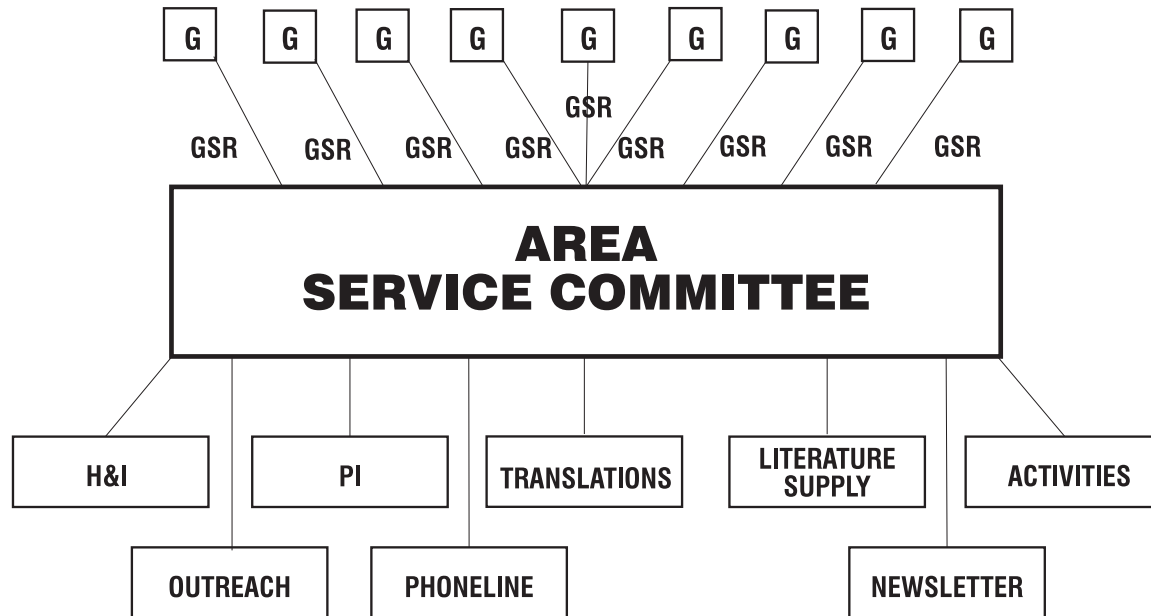 G G G G G G G G G
GSR
GSR GSR GSR GSR GSR GSR GSR GSR
AREA
SERVICE COMMITTEE
H&I PI TRANSLATIONS LITERATURE SUPPLY ACTIVITIES
OUTREACH PHONELINE NEWSLETTER